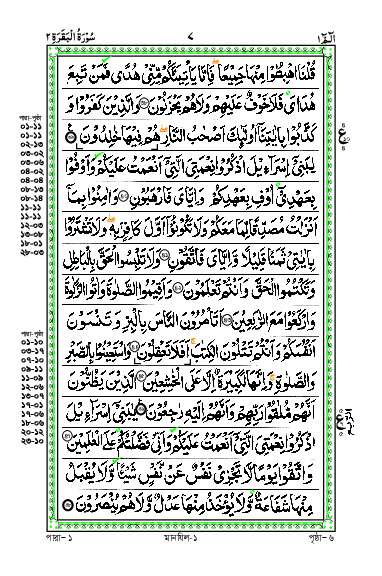 سُوْرَةُ الْبَقَرَةِ ٢
٧
الٓمّٓ ١
قُلْنَا اهْبِطُوْا مِنْهَا جَمِيْعًا ۚ فَاِمَّا يَاْتِيَنَّكُمْ مِّنِّيْ هُدًى فَمَنْ تَبِعَ
هُدَايَ فَلَا خَوْفٌ عَلَيْهِمْ وَلَا هُمْ يَحْزَنُوْنَ ﴿٣٨﴾ وَالَّذِيْنَ كَفَرُوْا وَ
كَذَّبُوْا بِاٰيٰتِنَآ اُولٰٓئِكَ اَصْحٰبُ النَّارِ ۚ هُمْ فِيْهَا خٰلِدُوْنَ ﴿٣٩﴾
يٰبَنِيْٓ اِسْرَآءِيْلَ اذْكُرُوْا نِعْمَتِيَ الَّتِيْٓ اَنْعَمْتُ عَلَيْكُمْ وَاَوْفُوْا
بِعَهْدِيْٓ اُوْفِ بِعَهْدِكُمْ ۚ وَاِيَّايَ فَارْهَبُوْنِ ﴿٤٠﴾ وَاٰمِنُوْا بِمَآ
اَنْزَلْتُ مُصَدِّقًا لِّمَا مَعَكُمْ وَلَا تَكُوْنُوْٓا اَوَّلَ كَافِرٍۢ بِهٖ ۪ وَلَا تَشْتَرُوْا
بِاٰيٰتِيْ ثَمَنًا قَلِيْلًا ۫ وَّاِيَّايَ فَاتَّقُوْنِ ﴿٤١﴾ وَلَا تَلْبِسُوا الْحَقَّ بِالْبَاطِلِ
وَتَكْتُمُوا الْحَقَّ وَاَنْتُمْ تَعْلَمُوْنَ ﴿٤٢﴾ وَاَقِيْمُوا الصَّلٰوةَ وَاٰتُوا الزَّكٰوةَ
وَارْكَعُوْا مَعَ الرّٰكِعِيْنَ ﴿٤٣﴾ اَتَاْمُرُوْنَ النَّاسَ بِالْبِرِّ وَتَنْسَوْنَ
اَنْفُسَكُمْ وَاَنْتُمْ تَتْلُوْنَ الْكِتٰبَ ۚ اَفَلَا تَعْقِلُوْنَ ﴿٤٤﴾ وَاسْتَعِيْنُوْا بِالصَّبْرِ
وَالصَّلٰوةِ ۚ وَاِنَّهَا لَكَبِيْرَةٌ اِلَّا عَلَى الْخٰشِعِيْنَ ﴿٤٥﴾ الَّذِيْنَ يَظُنُّوْنَ
اَنَّهُمْ مُّلٰقُوْا رَبِّهِمْ وَاَنَّهُمْ اِلَيْهِ رٰجِعُوْنَ ﴿٤٦﴾ يٰبَنِيْٓ اِسْرَآءِيْلَ
اذْكُرُوْا نِعْمَتِيَ الَّتِيْٓ اَنْعَمْتُ عَلَيْكُمْ وَاَنِّيْ فَضَّلْتُكُمْ عَلَى الْعٰلَمِيْنَ ﴿٤٧﴾
وَاتَّقُوْا يَوْمًا لَّا تَجْزِيْ نَفْسٌ عَنْ نَّفْسٍ شَيْـًٔا وَّلَا يُقْبَلُ
مِنْهَا شَفَاعَةٌ وَّلَا يُؤْخَذُ مِنْهَا عَدْلٌ وَّلَا هُمْ يُنْصَرُوْنَ ﴿٤٨﴾
ع
الربع
পারা-পৃষ্ঠা
পারা-পৃষ্ঠা
পারা- ১
মানযিল-১
পৃষ্ঠা- ৬